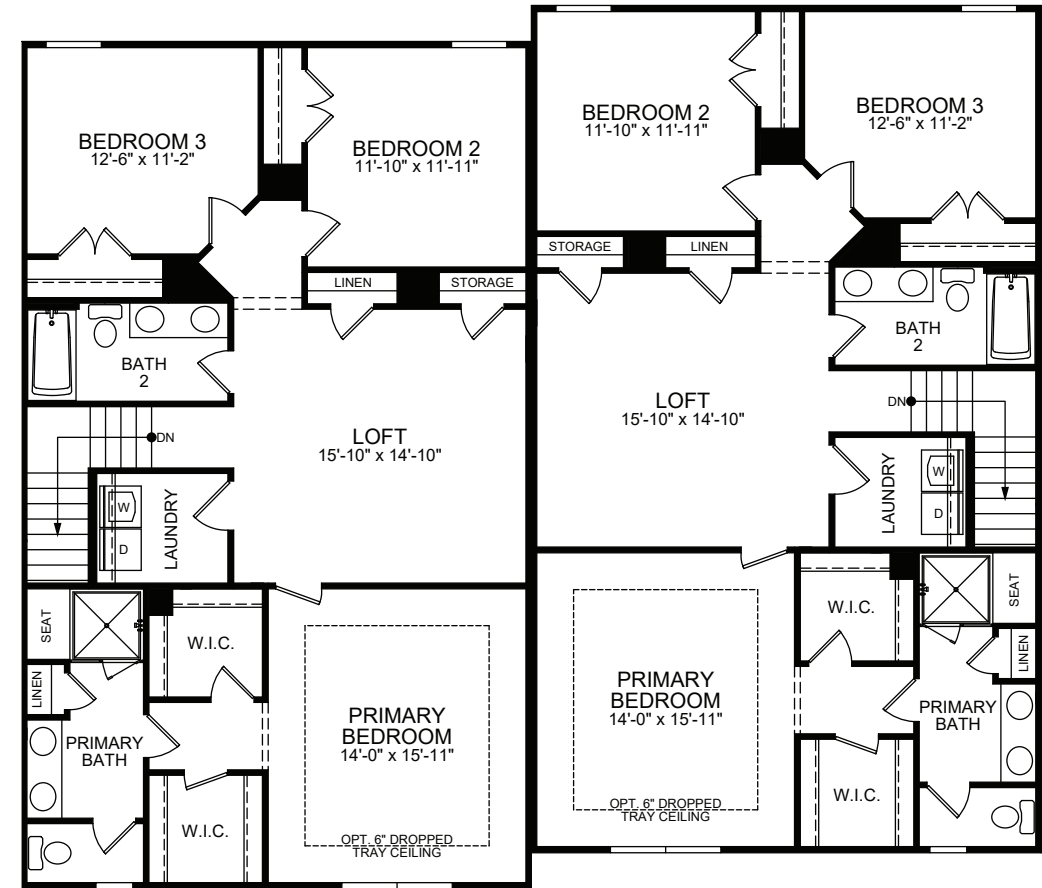 BEDROOM 3
12'-6" x 11'-2"
BEDROOM 2
11'-10" x 11'-11"
LINEN
STORAGE
BATH
2
DN
LOFT
15'-10" x 14'-10"
W
D
LAUNDRY
SEAT
W.I.C.
LINEN
PRIMARY
BATH
PRIMARY
BEDROOM
14'-0" x 15'-11"
W.I.C.
OPT. 6" DROPPED
TRAY CEILING
BEDROOM 2
11'-10" x 11'-11"
BEDROOM 3
12'-6" x 11'-2"
STORAGE
LINEN
BATH
2
LOFT
15'-10" x 14'-10"
DN
LAUNDRY
W
D
W.I.C.
SEAT
LINEN
PRIMARY
BEDROOM
14'-0" x 15'-11"
PRIMARY
BATH
W.I.C.
OPT. 6" DROPPED
TRAY CEILING